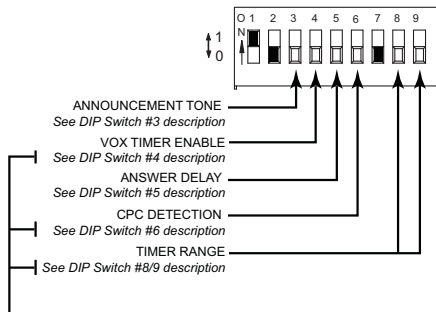 O 1 2 3 4 5 6 7 8 9
N
1
0
ANNOUNCEMENT TONE
See DIP Switch #3 description
VOX TIMER ENABLE
See DIP Switch #4 description
ANSWER DELAY
See DIP Switch #5 description
CPC DETECTION
See DIP Switch #6 description
TIMER RANGE
See DIP Switch #8/9 description